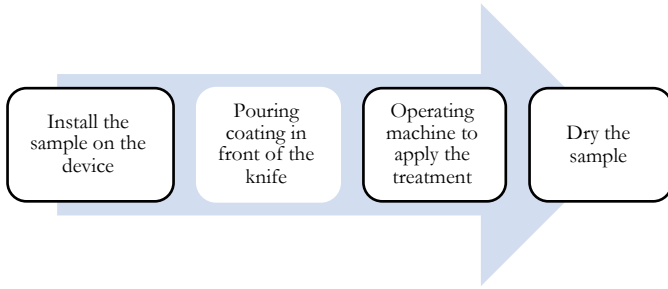 Install the
sample on the
device
Pouring
coating in
front of the
knife
Operating
machine to
apply the
treatment
Dry the
sample